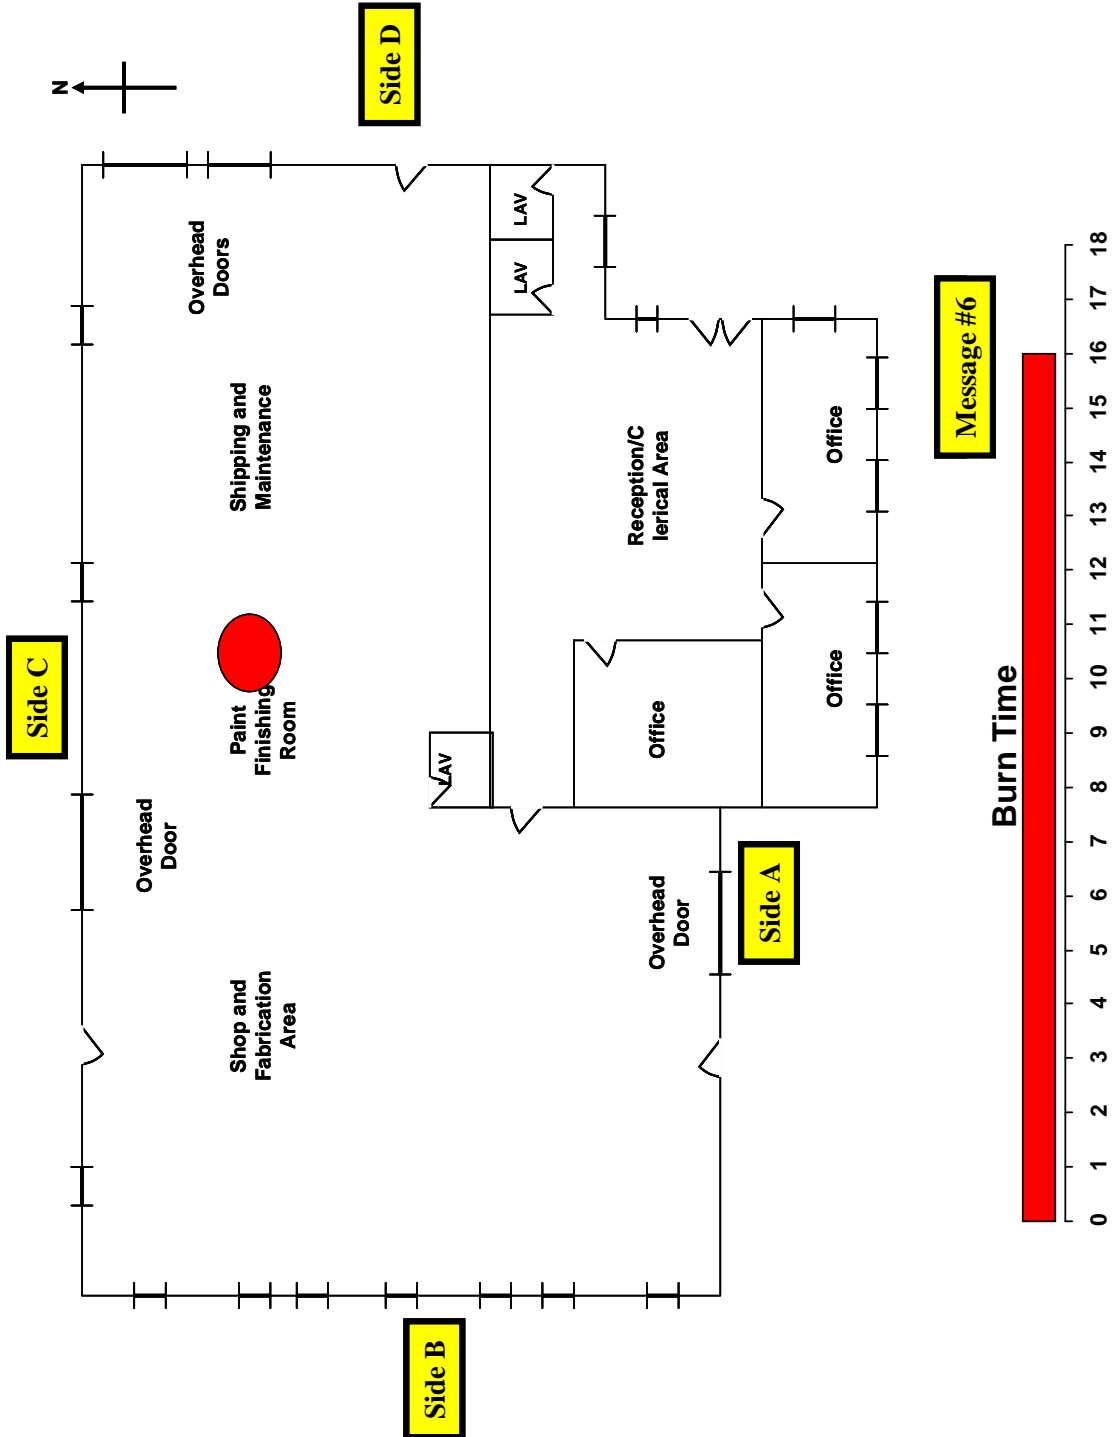 Side C
N
Overhead
Door
Overhead
Doors
Shop and
Fabrication
Area
Paint
Finishing
Room
Shipping and
Maintenance
Side D
Side B
LAV
LAV
LAV
Overhead
Door
Office
Reception/C
lerical Area
Side A
Office
Office
Message #6
Burn Time
0 1 2 3 4 5 6 7 8 9 10 11 12 13 14 15 16 17 18